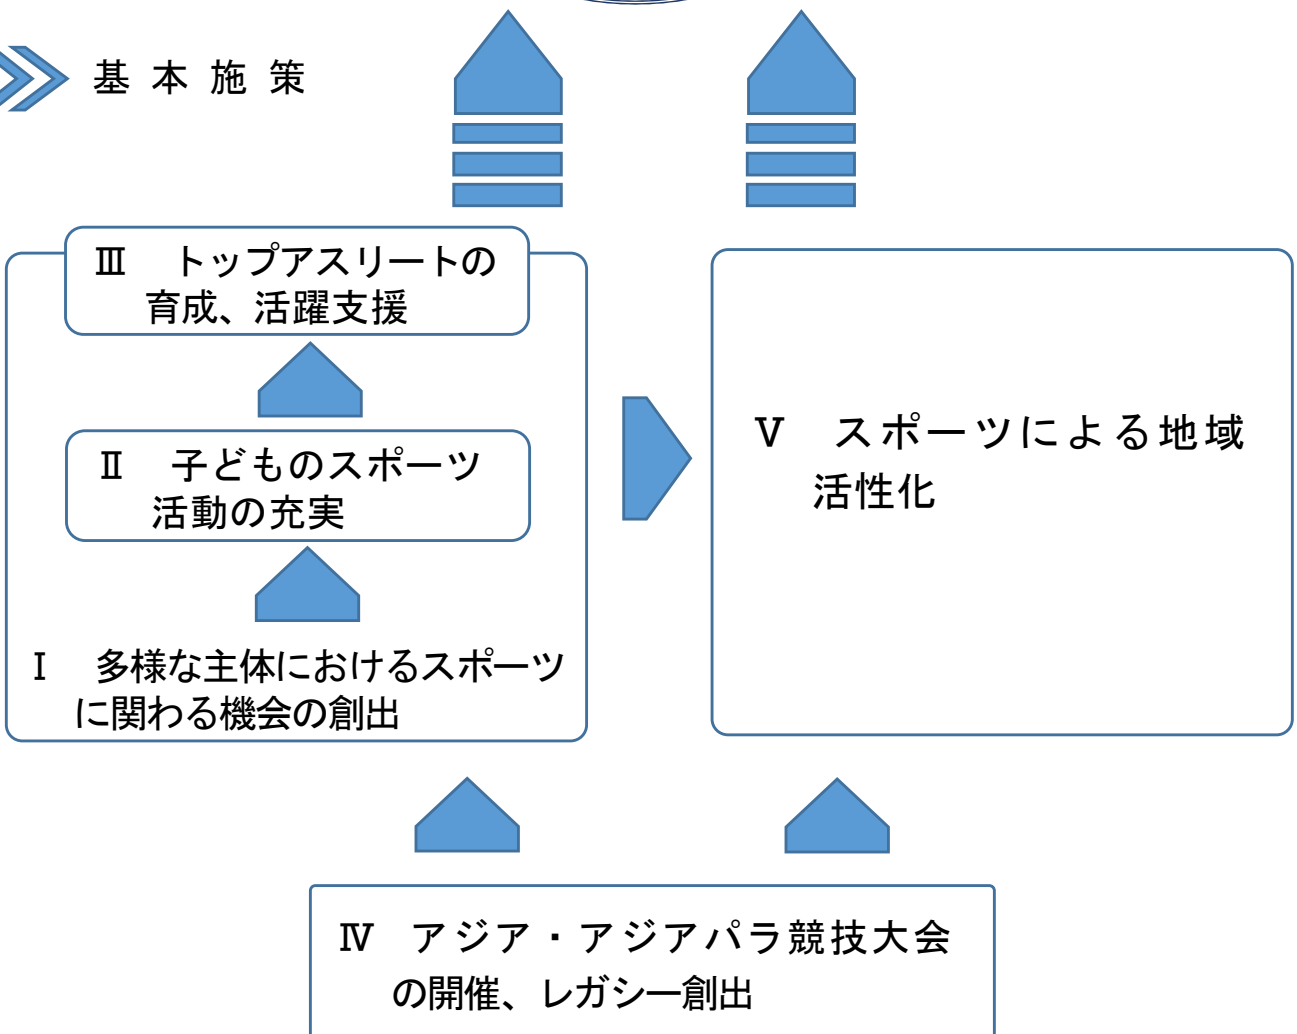 基本施策
Ⅲ　トップアスリートの
育成、活躍支援
Ⅱ　子どものスポーツ
活動の充実
Ⅰ　多様な主体におけるスポーツ
に関わる機会の創出
Ⅴ　スポーツによる地域
活性化
Ⅳ　アジア・アジアパラ競技大会
の開催、レガシー創出